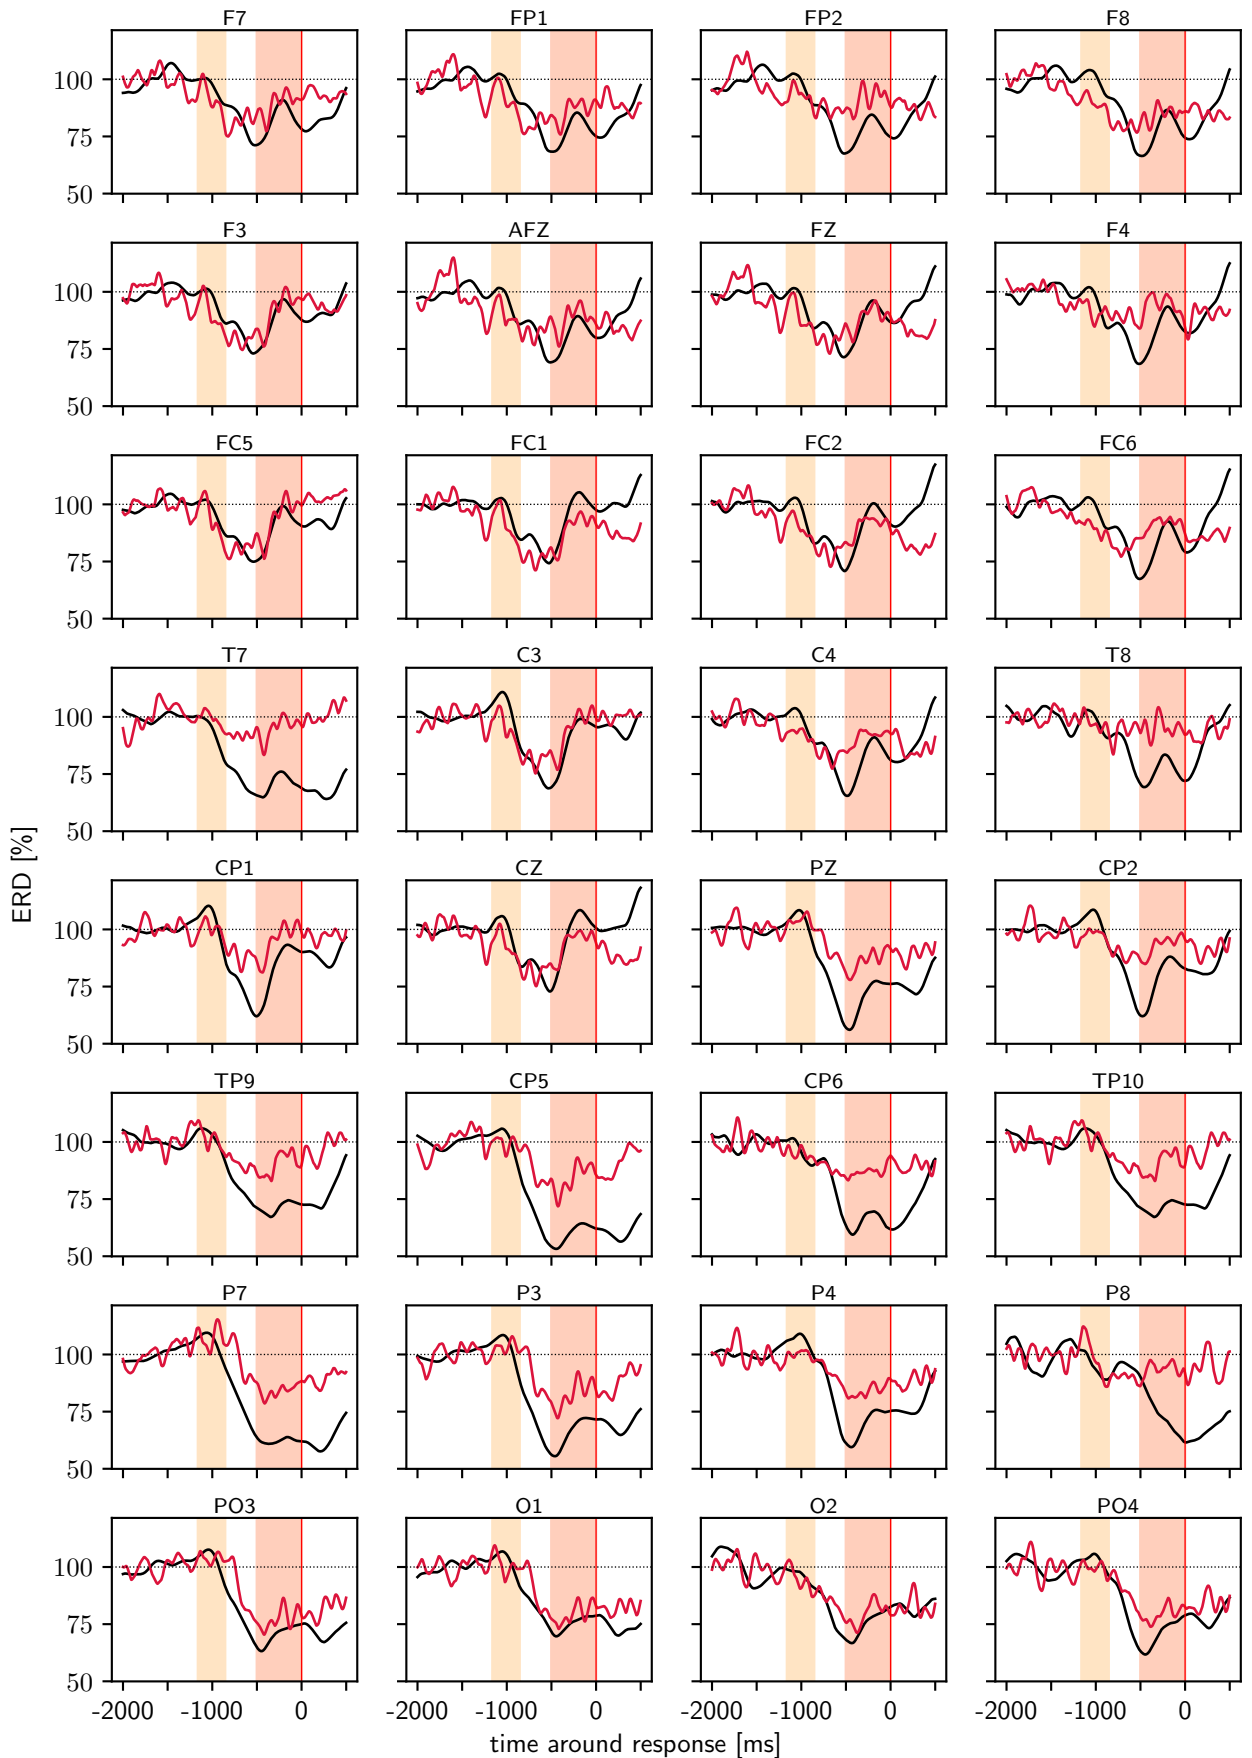 F7 FP1 FP2 F8
100
75
50
F3 AFZ FZ F4
100
75
50
FC5 FC1 FC2 FC6
100
75
50
T7 C3 C4 T8
100
75
50
ERD [%]
CP1 CZ PZ CP2
100
75
50
TP9 CP5 CP6 TP10
100
75
50
P7 P3 P4 P8
100
75
50
PO3 O1 O2 PO4
100
75
50
-2000 -1000 0 -2000 -1000 0 -2000 -1000 0 -2000 -1000 0
time around response [ms]